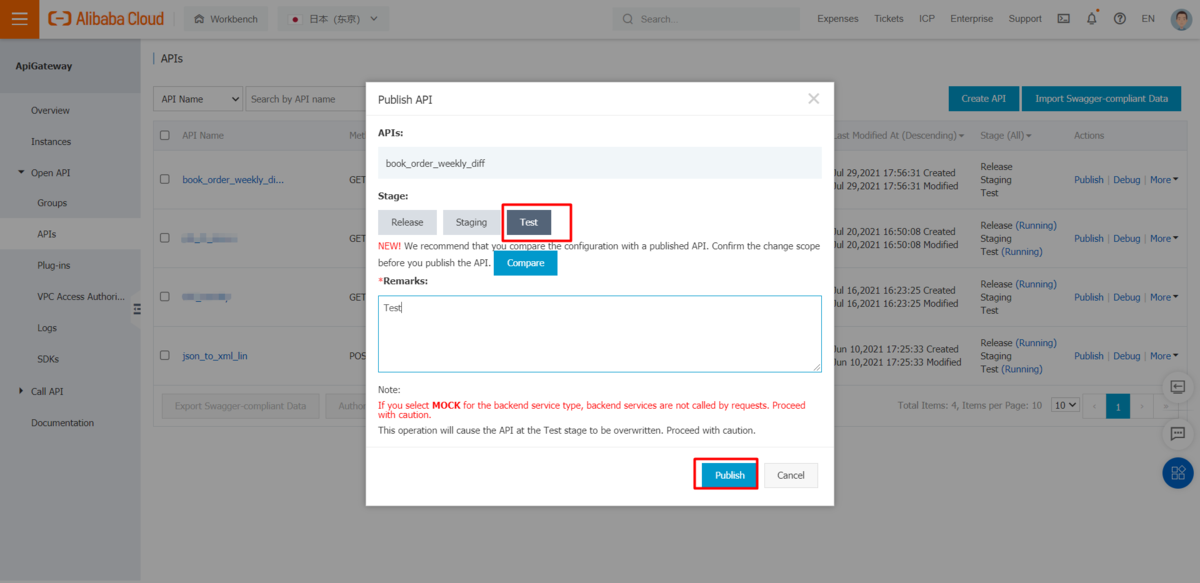 Alibaba Cloud
Workbench
日本（东京）
Search...
Expenses
Tickets
ICP
Enterprise
Support
EN
ApiGateway
Overview
Instances
Open API
Groups
APIs
Plug-ins
VPC Access Authori...
Logs
SDKs
Call API
Documentation
APIs
API Name
Search by API name
Create API
Import Swagger-compliant Data
API Name
Last Modified At (Descending)
Stage (All)
Actions
book_order_weekly_di...
GET
Jul 29,2021 17:56:31 Created
Jul 29,2021 17:56:31 Modified
Release
Staging
Test
Publish | Debug | More
GET
Jul 20,2021 16:50:08 Created
Jul 20,2021 16:50:08 Modified
Release (Running)
Staging
Test (Running)
Publish | Debug | More
GET
Jul 16,2021 16:23:25 Created
Jul 16,2021 16:23:25 Modified
Release (Running)
Staging
Test
Publish | Debug | More
json_to_xml_lin
POS
Jun 10,2021 17:25:33 Created
Jun 10,2021 17:25:33 Modified
Release (Running)
Staging
Test (Running)
Publish | Debug | More
Export Swagger-compliant Data
Total Items: 4, Items per Page: 10
10
1
Publish API
APIs:
book_order_weekly_diff
Stage:
Release
Staging
Test
NEW! We recommend that you compare the configuration with a published API. Confirm the change scope
before you publish the API.
Compare
*Remarks:
Test
Note:
If you select MOCK for the backend service type, backend services are not called by requests. Proceed
with caution.
This operation will cause the API at the Test stage to be overwritten. Proceed with caution.
Publish
Cancel